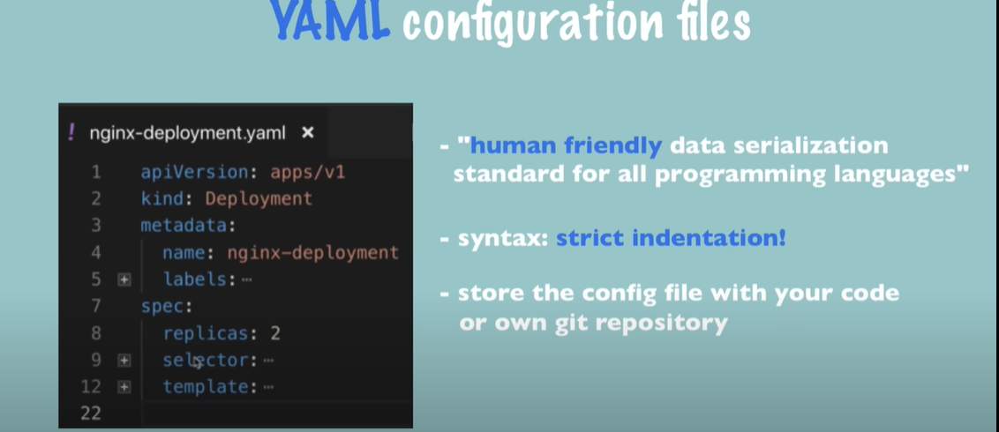 YAML configuration files
! nginx-deployment.yaml ×
1 apiVersion: apps/v1
2 kind: Deployment
3 metadata:
4 name: nginx-deployment
5 + labels: ⋯
7 spec:
8 replicas: 2
9 + selector: ⋯
12 + template: ⋯
22
- "human friendly data serialization
standard for all programming languages"
- syntax: strict indentation!
- store the config file with your code
or own git repository